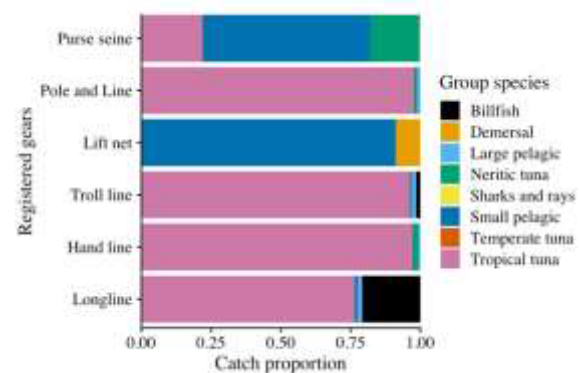 Registered gears
Purse seine
Pole and Line
Lift net
Troll line
Hand line
Longline
0.00 0.25 0.50 0.75 1.00
Catch proportion
Group species
Billfish
Demersal
Large pelagic
Neritic tuna
Sharks and rays
Small pelagic
Temperate tuna
Tropical tuna